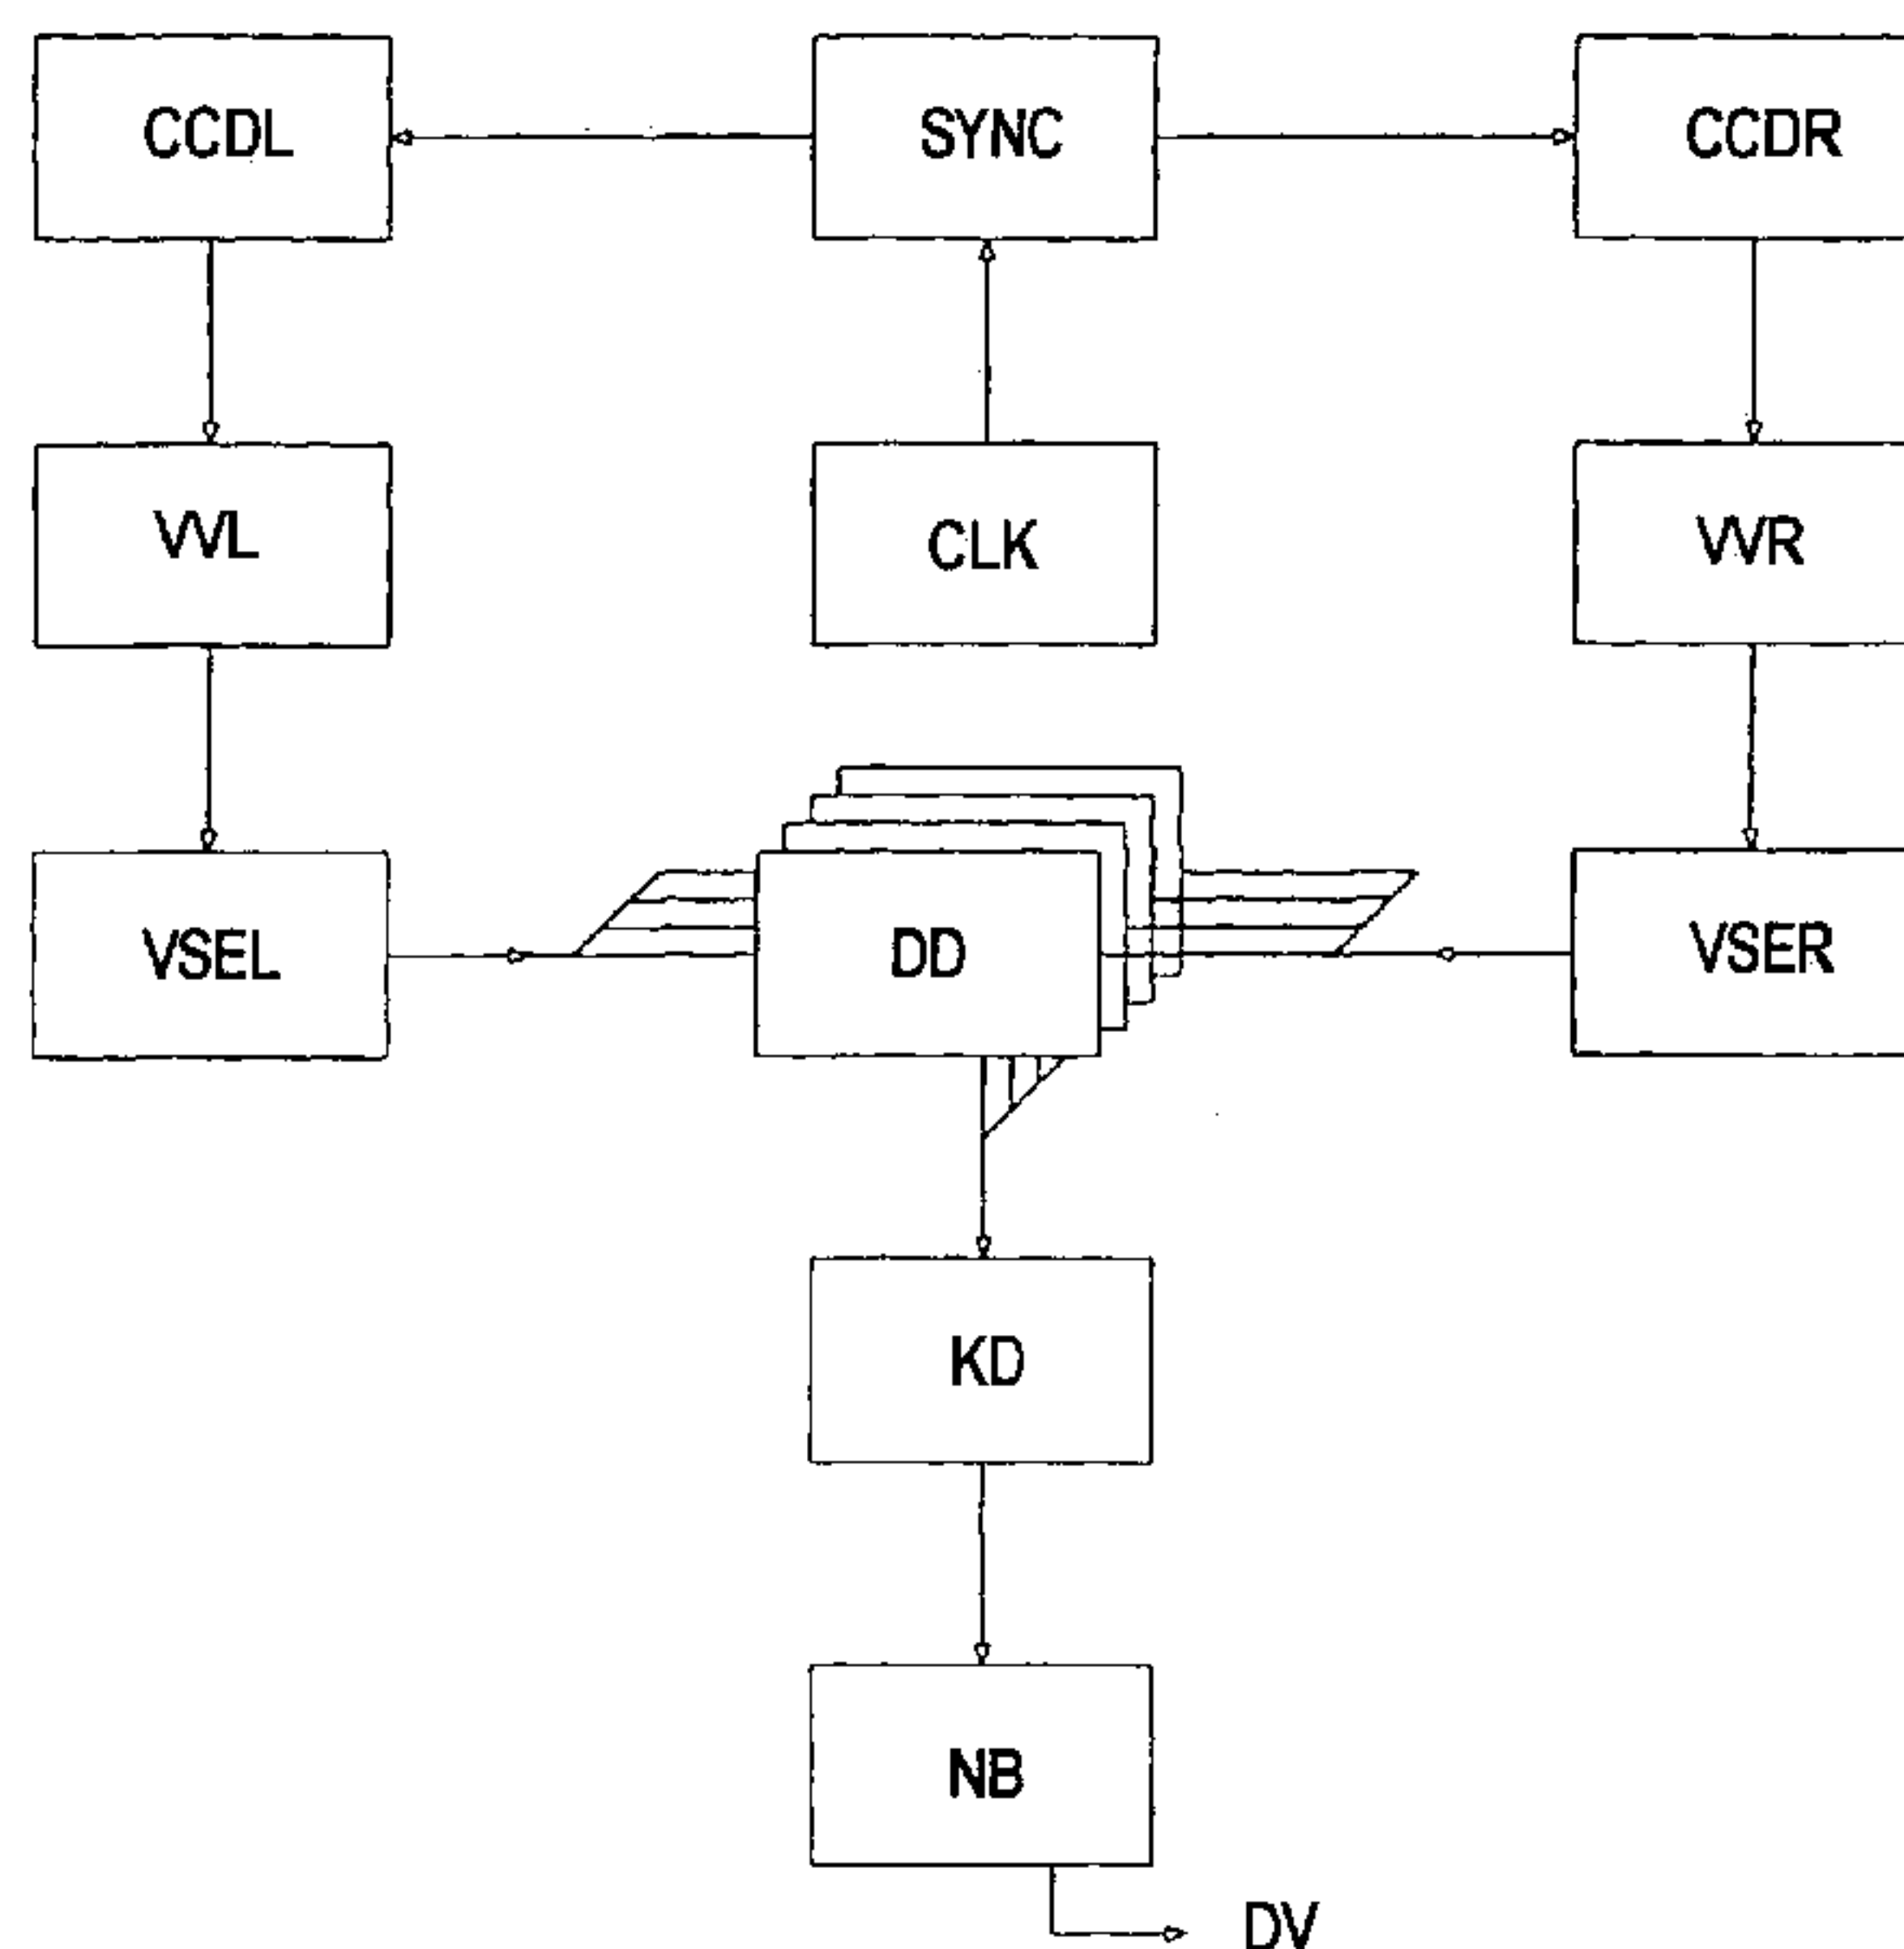 CCDL
SYNC
CCDR
VVL
CLK
VVR
VSEL
DD
VSER
KD
NB
DV